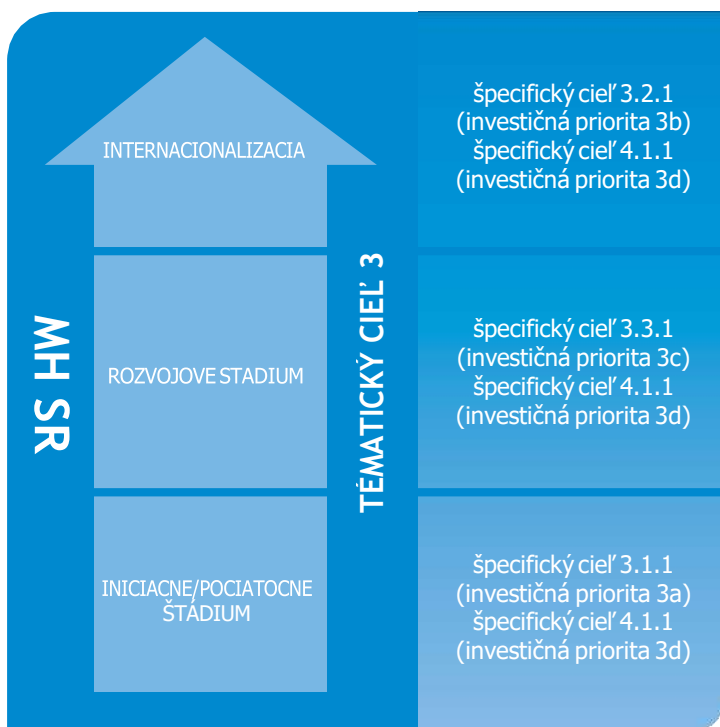 MH SR
INTERNACIONALIZACIA
ROZVOJOVE STADIUM
INICIACNE/POCIATOCNE
ŠTÁDIUM
TÉMATICKÝ CIEĽ 3
špecifický cieľ 3.2.1
(investičná priorita 3b)
špecifický cieľ 4.1.1
(investičná priorita 3d)
špecifický cieľ 3.3.1
(investičná priorita 3c)
špecifický cieľ 4.1.1
(investičná priorita 3d)
špecifický cieľ 3.1.1
(investičná priorita 3a)
špecifický cieľ 4.1.1
(investičná priorita 3d)